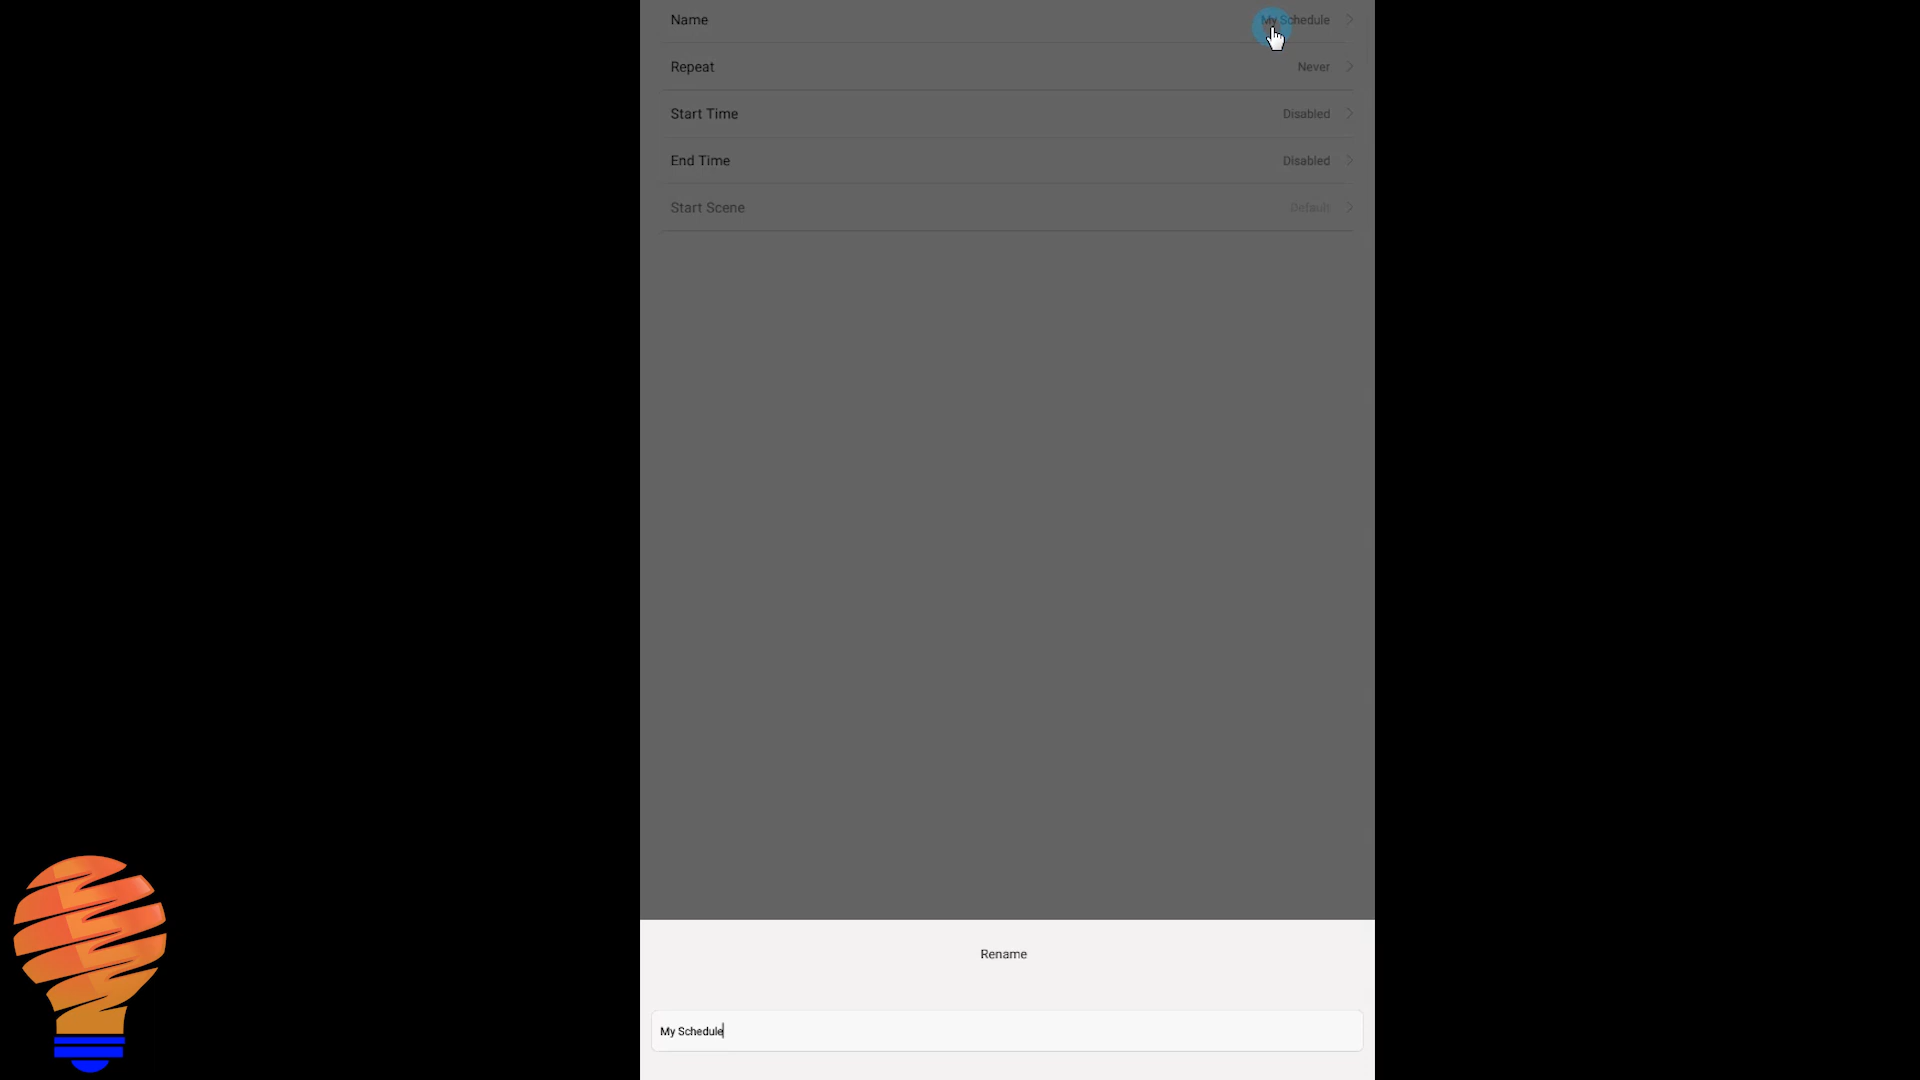 Name My Schedule
Repeat Never
Start Time Disabled
End Time Disabled
Start Scene Default
Rename
My Schedule